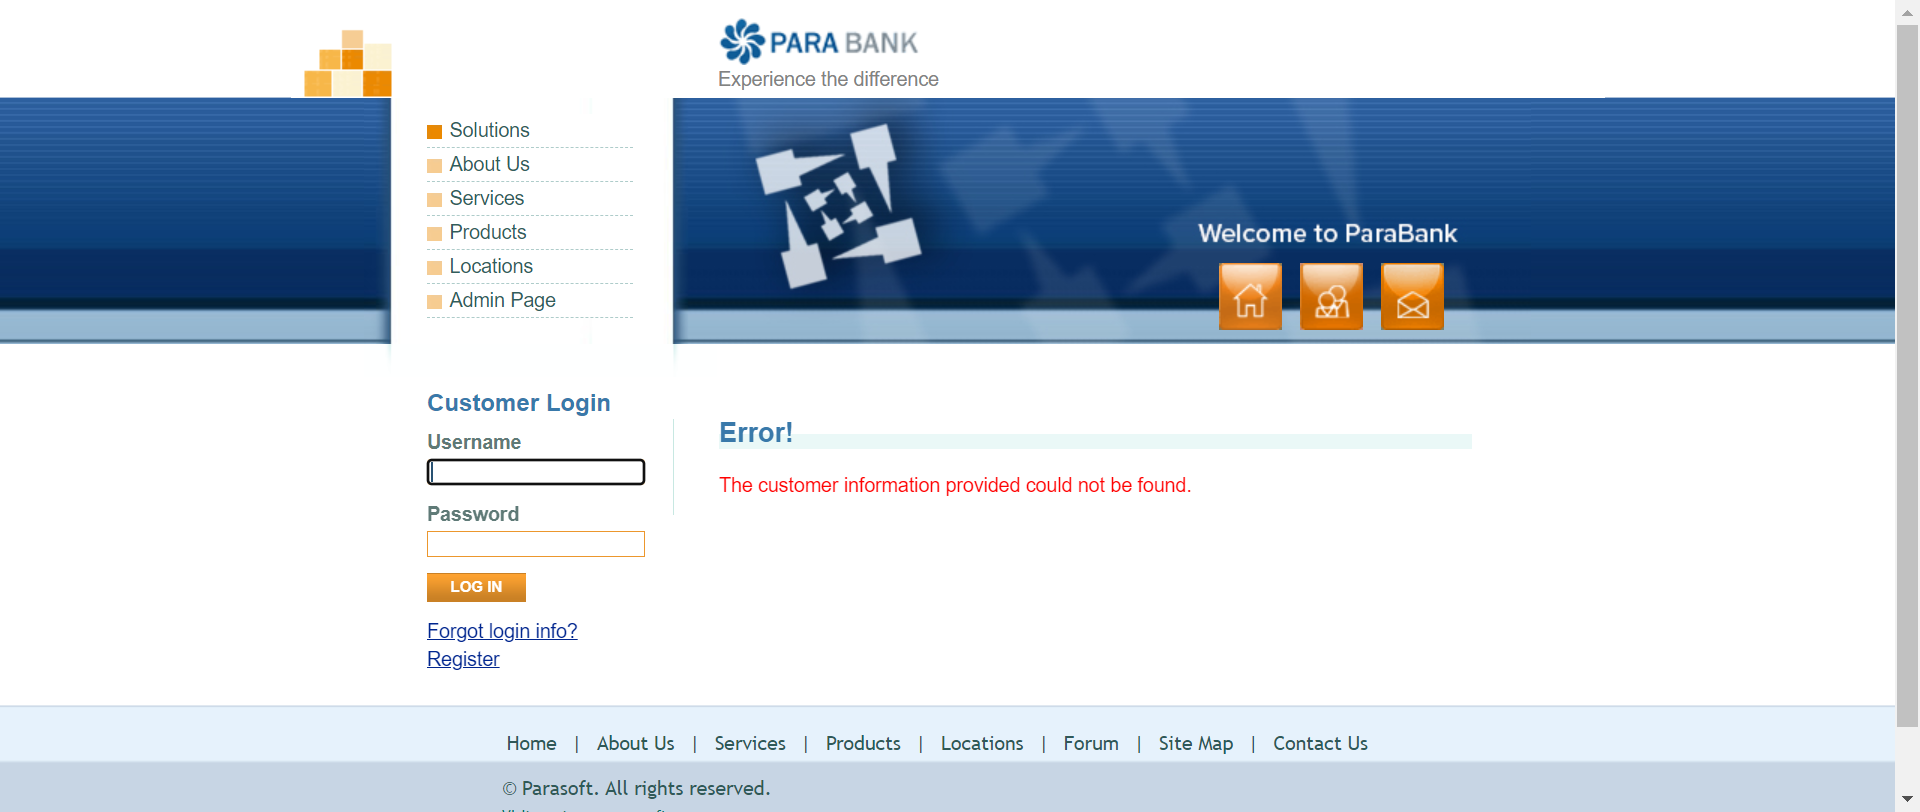 PARA BANK
Experience the difference
Solutions
About Us
Services
Products
Locations
Admin Page
Welcome to ParaBank
Customer Login
Username
Password
LOG IN
Forgot login info?
Register
Error!
The customer information provided could not be found.
Home | About Us | Services | Products | Locations | Forum | Site Map | Contact Us
© Parasoft. All rights reserved.